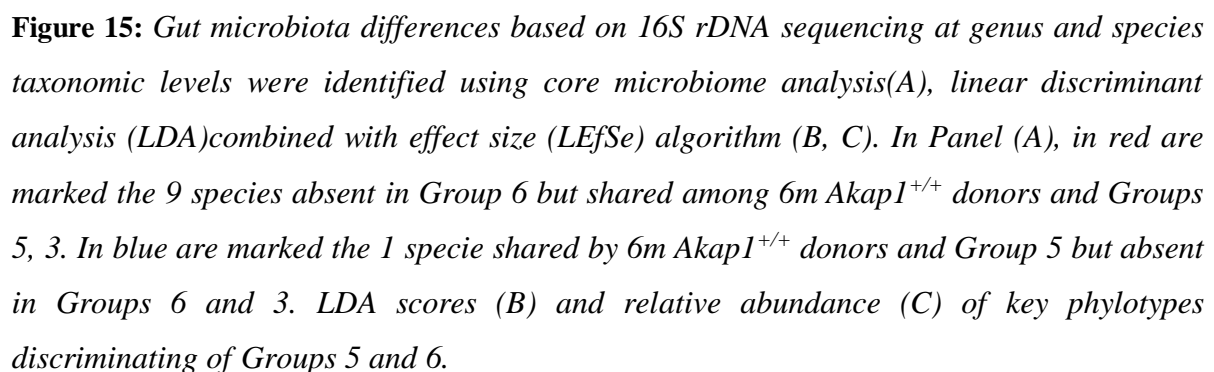 Figure 15: Gut microbiota differences based on 16S rDNA sequencing at genus and species
taxonomic levels were identified using core microbiome analysis(A), linear discriminant
analysis (LDA)combined with effect size (LEfSe) algorithm (B, C). In Panel (A), in red are
marked the 9 species absent in Group 6 but shared among 6m Akap1+/+ donors and Groups
5, 3. In blue are marked the 1 specie shared by 6m Akap1+/+ donors and Group 5 but absent
in Groups 6 and 3. LDA scores (B) and relative abundance (C) of key phylotypes
discriminating of Groups 5 and 6.